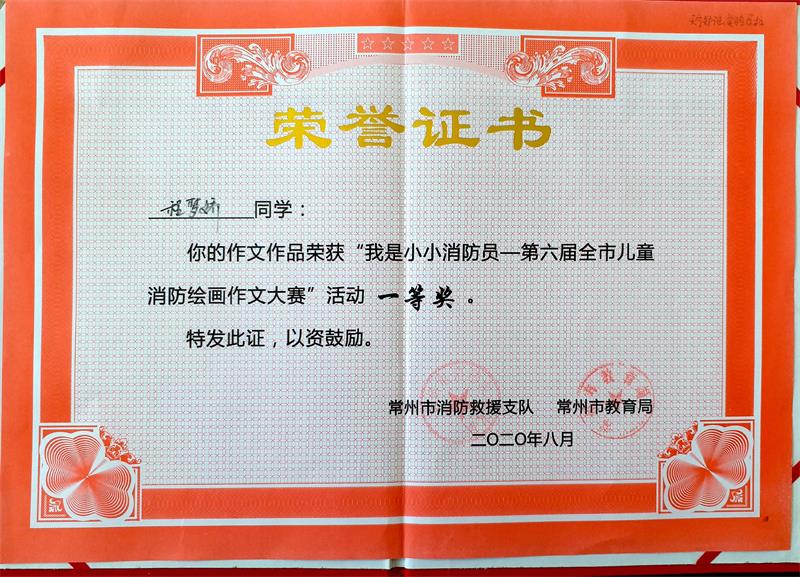 荣誉证书
程梦娇 同学：
你的作文作品荣获“我是小小消防员—第六届全市儿童
消防绘画作文大赛”活动 一等奖 。
特发此证，以资鼓励。
常州市消防救援支队 常州市教育局
二〇二〇年八月